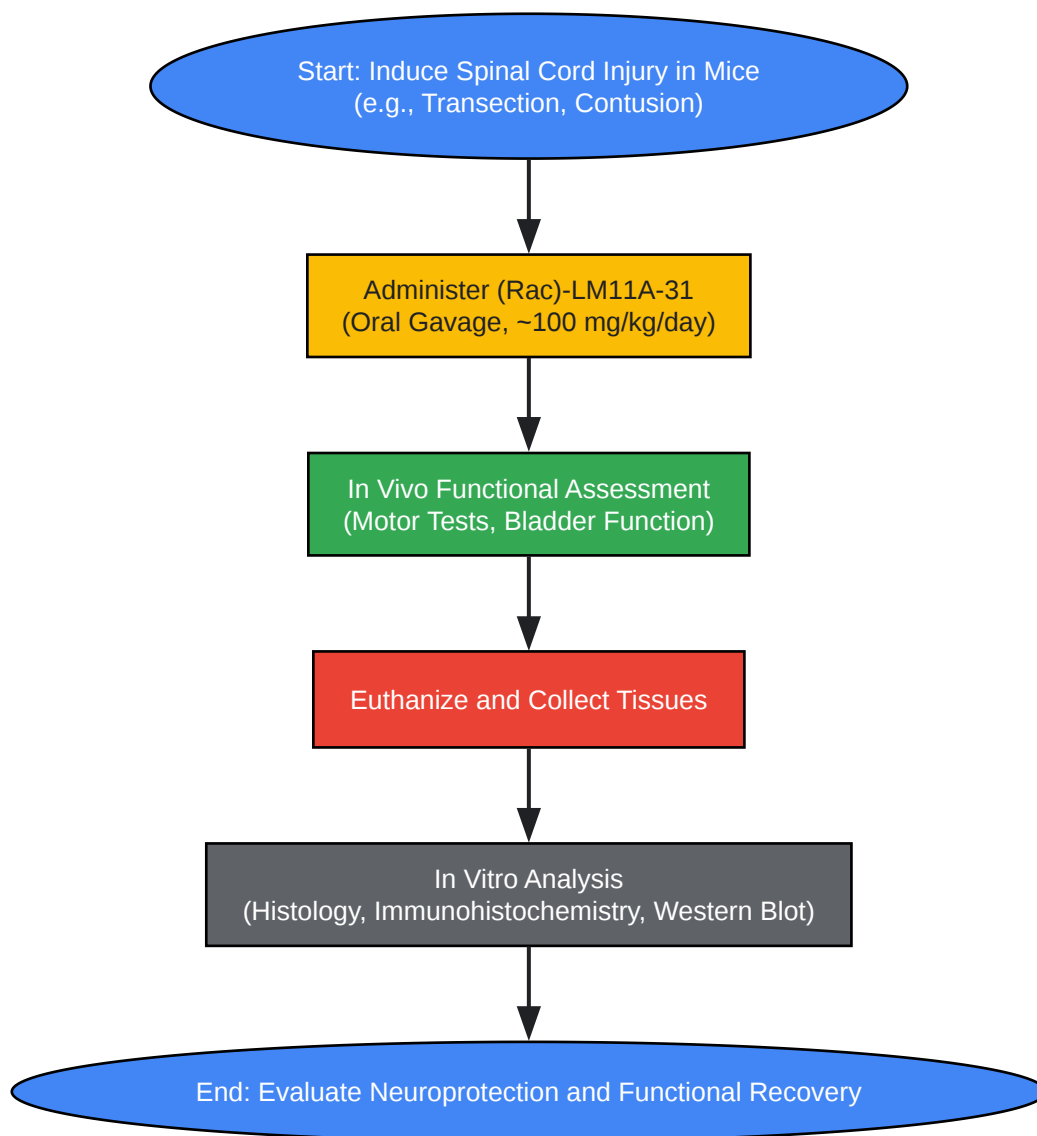 Start: Induce Spinal Cord Injury in Mice
(e.g., Transection, Contusion)
Administer (Rac)-LM11A-31
(Oral Gavage, ~100 mg/kg/day)
In Vivo Functional Assessment
(Motor Tests, Bladder Function)
Euthanize and Collect Tissues
In Vitro Analysis
(Histology, Immunohistochemistry, Western Blot)
End: Evaluate Neuroprotection and Functional Recovery